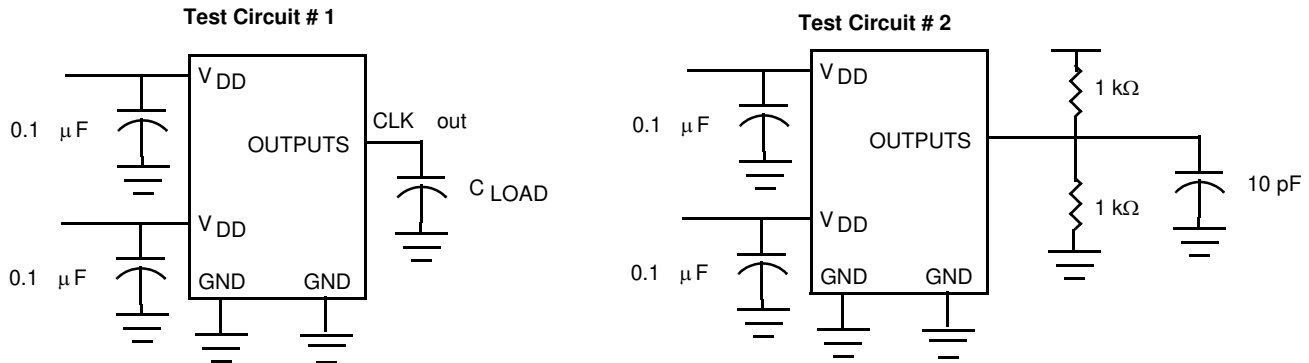 Test Circuit # 1
V DD
0.1 μF
CLK out
OUTPUTS
C LOAD
V DD
0.1 μF
GND GND
Test Circuit # 2
V DD
0.1 μF
1 kΩ
OUTPUTS
10 pF
1 kΩ
V DD
0.1 μF
GND GND